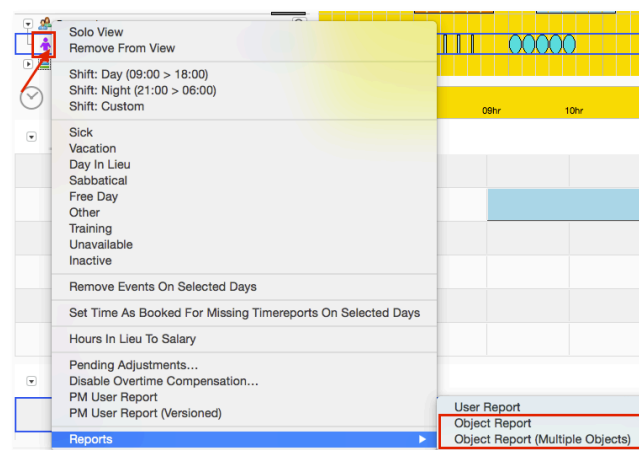 Solo View
Remove From View
Shift: Day (09:00 > 18:00)
Shift: Night (21:00 > 06:00)
Shift: Custom
09hr
10hr
Sick
Vacation
Day In Lieu
Sabbatical
Free Day
Other
Training
Unavailable
Inactive
Remove Events On Selected Days
Set Time As Booked For Missing Timereports On Selected Days
Hours In Lieu To Salary
Pending Adjustments...
Disable Overtime Compensation...
PM User Report
PM User Report (Versioned)
Reports
User Report
Object Report
Object Report (Multiple Objects)